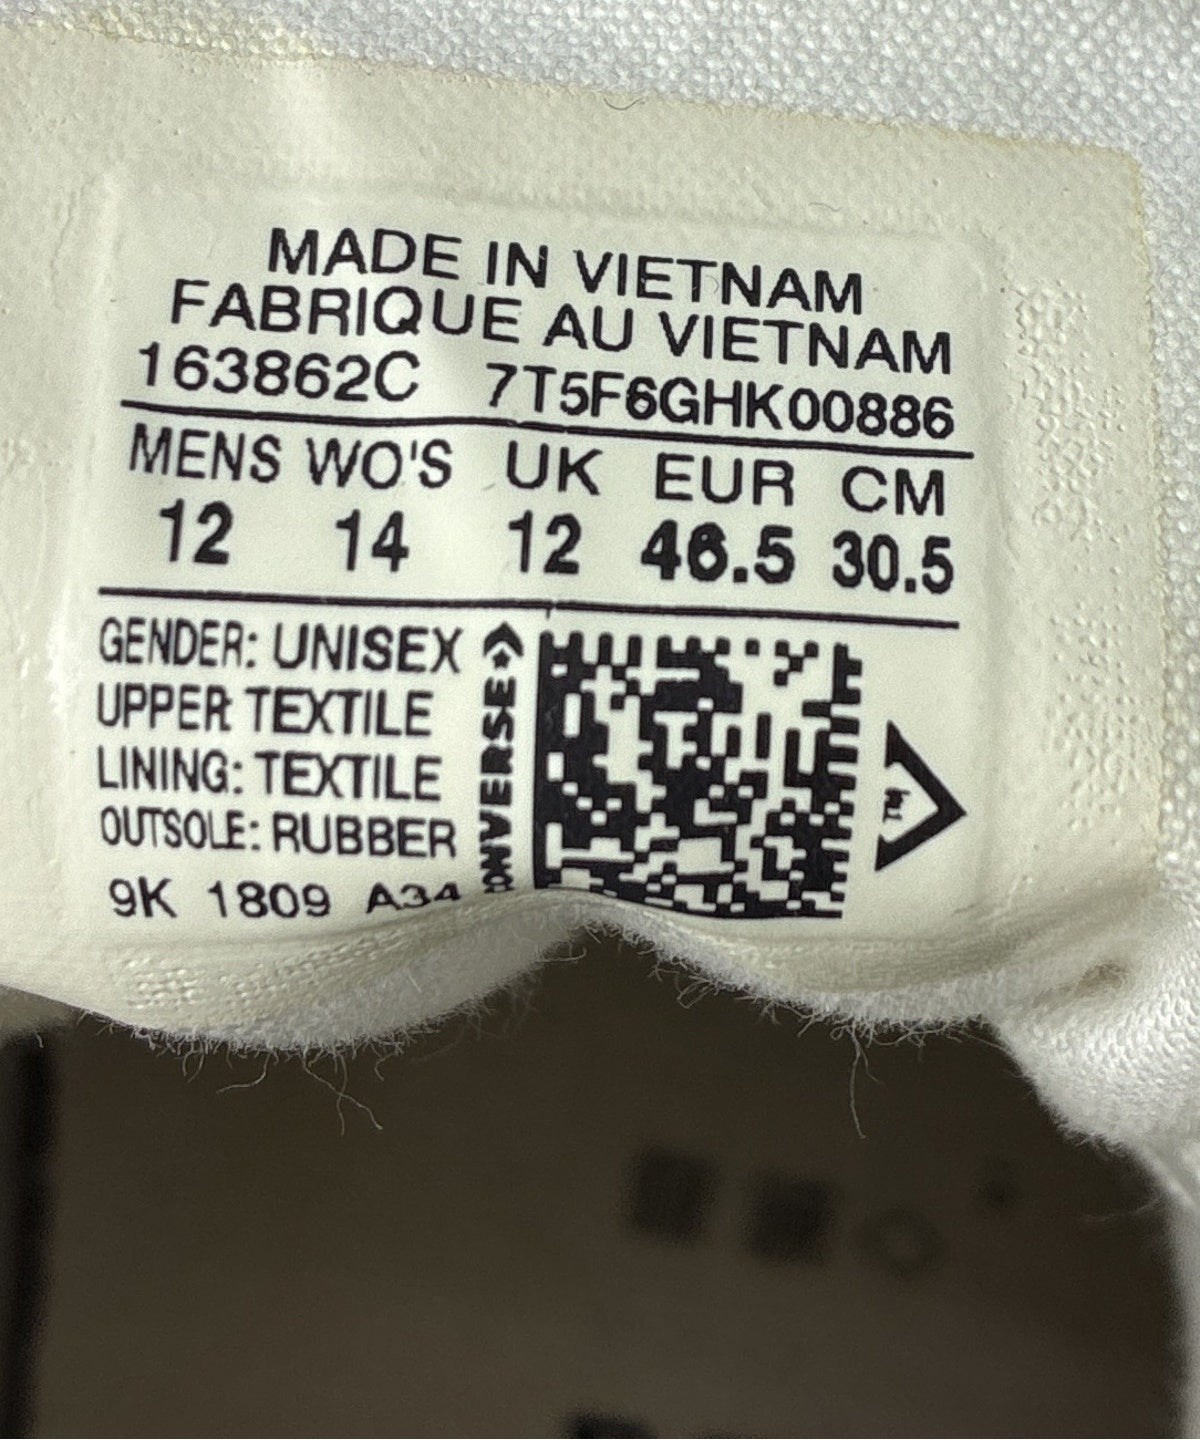 MADE IN VIETNAM
FABRIQUE AU VIETNAM
163862C 7T5F6GHK00886
MENS WO'S UK EUR CM
12 14 12 46.5 30.5
GENDER: UNISEX
UPPER TEXTILE
LINING: TEXTILE
OUTSOLE: RUBBER
9K 1809 A34
CONVERSE